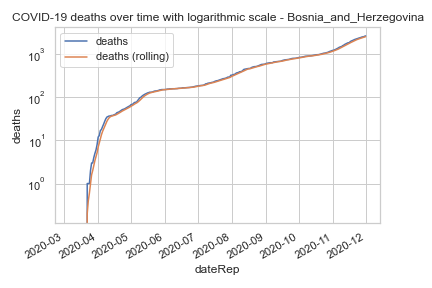 COVID-19 deaths over time with logarithmic scale - Bosnia_and_Herzegovina
deaths
deaths (rolling)
10³
10²
10¹
10⁰
deaths
2020-03
2020-04
2020-05
2020-06
2020-07
2020-08
2020-09
2020-10
2020-11
2020-12
dateRep